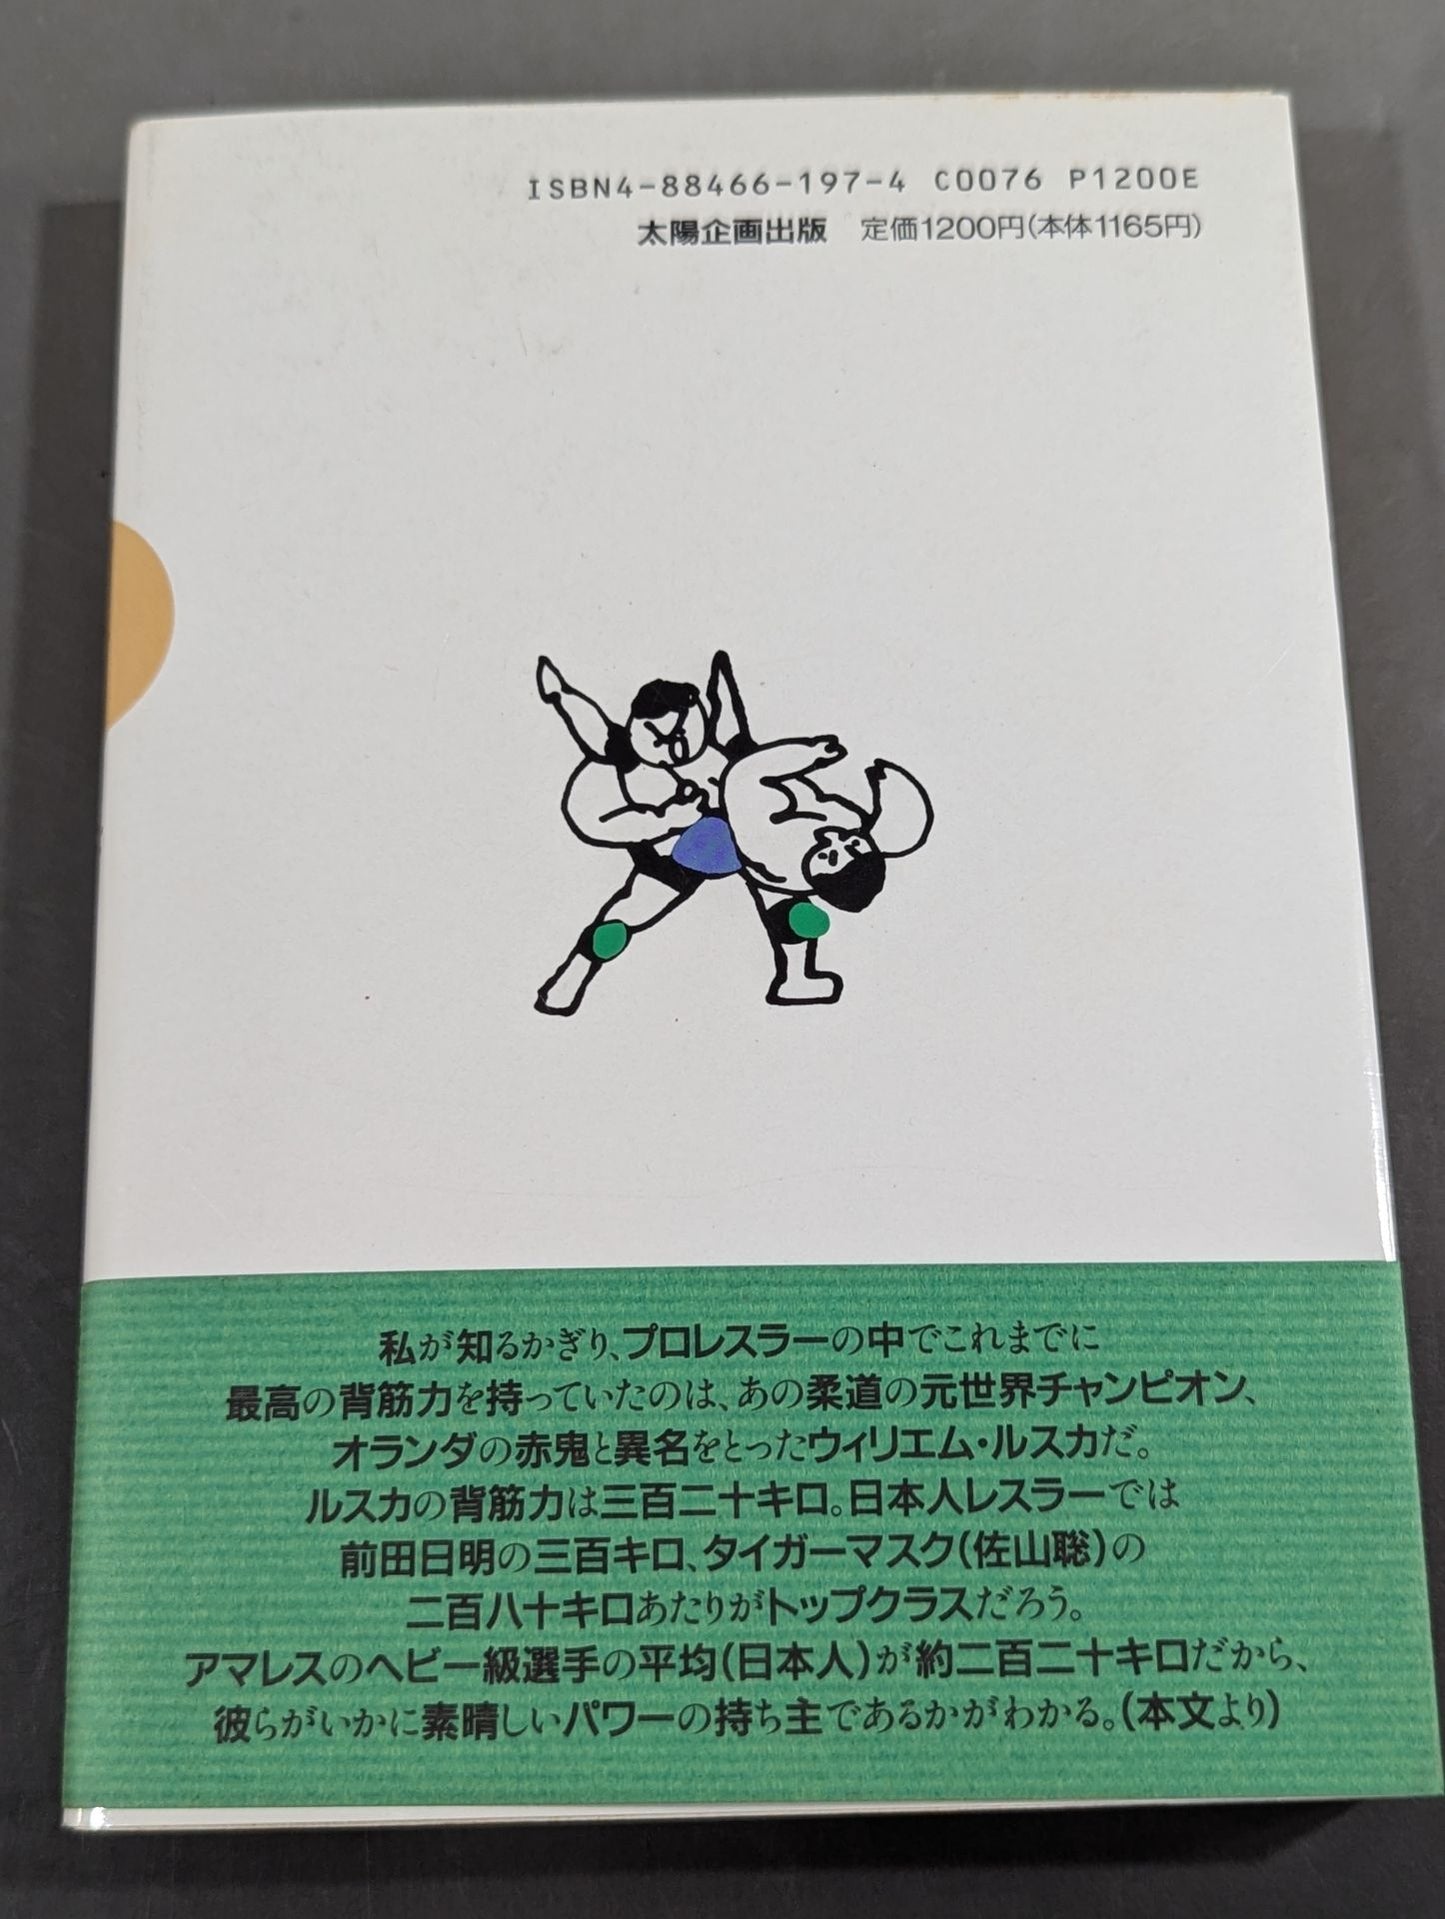 ISBN4-88466-197-4 C0076 P1200E
太陽企画出版 定価1200円(本体1165円)
私が知るかぎり、プロレスラーの中でこれまでに
最高の背筋力を持っていたのは、あの柔道の元世界チャンピオン、
オランダの赤鬼と異名をとったウィリエム・ルスカだ。
ルスカの背筋力は三百二十キロ。日本人レスラーでは
前田日明の三百キロ、タイガーマスク(佐山聡)の
二百八十キロあたりがトップクラスだろう。
アマレスのヘビー級選手の平均(日本人)が約二百二十キロだから、
彼らがいかに素晴しいパワーの持ち主であるかがわかる。(本文より)